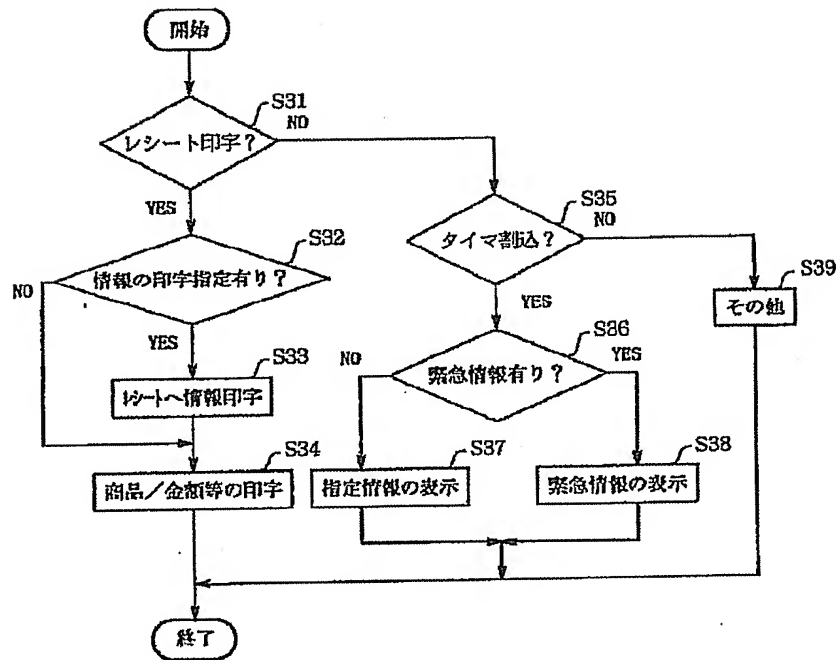 開始
S31
レシート印字?
NO
YES
S35
タイマ割込?
NO
S32
情報の印字指定有り?
NO
YES
S39
その他
YES
S36
緊急情報有り?
NO
YES
S33
レシートへ情報印字
S34
商品/金額等の印字
S37
指定情報の表示
S38
緊急情報の表示
終了